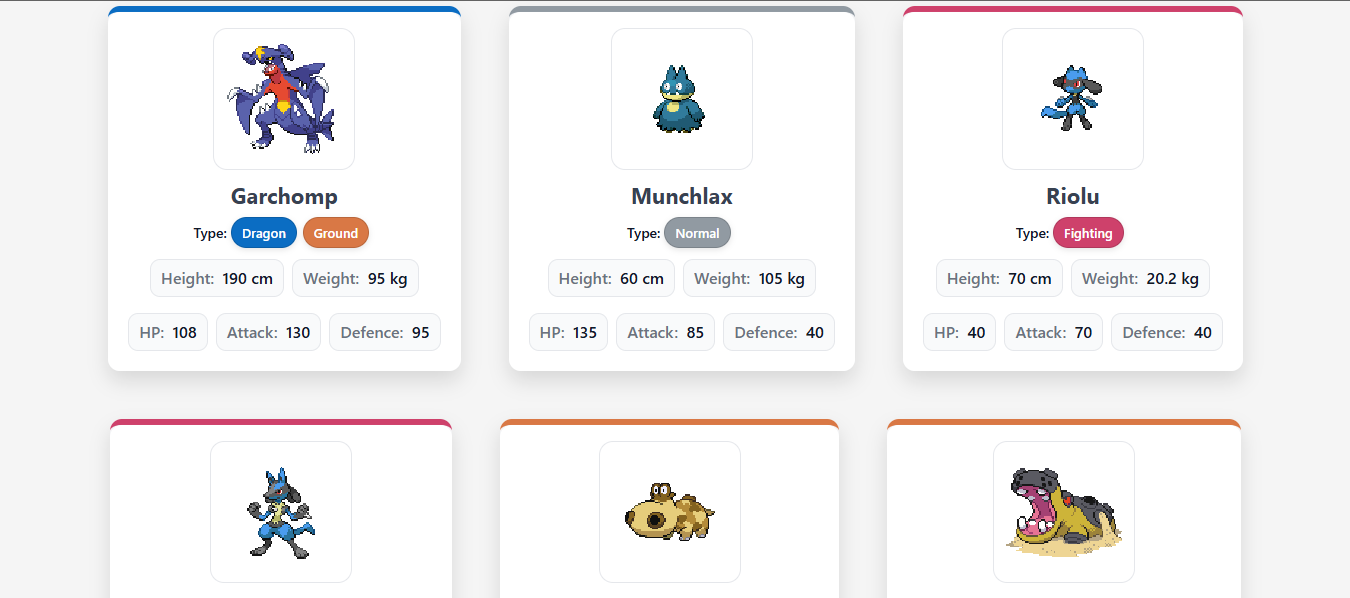 Garchomp
Type: Dragon Ground
Height: 190 cm Weight: 95 kg
HP: 108 Attack: 130 Defence: 95
Munchlax
Type: Normal
Height: 60 cm Weight: 105 kg
HP: 135 Attack: 85 Defence: 40
Riolu
Type: Fighting
Height: 70 cm Weight: 20.2 kg
HP: 40 Attack: 70 Defence: 40